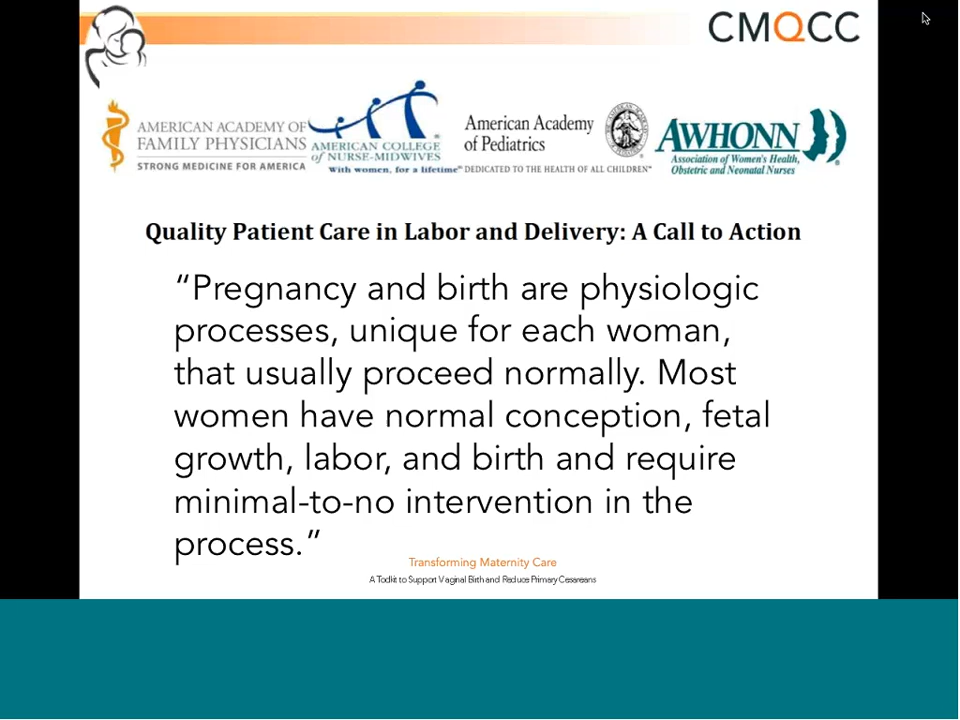 CMQCC
AMERICAN ACADEMY OF
FAMILY PHYSICIANS
STRONG MEDICINE FOR AMERICA
AMERICAN COLLEGE
of NURSE-MIDWIVES
With women, for a lifetime℠
American Academy
of Pediatrics
DEDICATED TO THE HEALTH OF ALL CHILDREN™
AWHONN
Association of Women's Health,
Obstetric and Neonatal Nurses
Quality Patient Care in Labor and Delivery: A Call to Action
“Pregnancy and birth are physiologic
processes, unique for each woman,
that usually proceed normally. Most
women have normal conception, fetal
growth, labor, and birth and require
minimal-to-no intervention in the
process.”
Transforming Maternity Care
A Toolkit to Support Vaginal Birth and Reduce Primary Cesareans